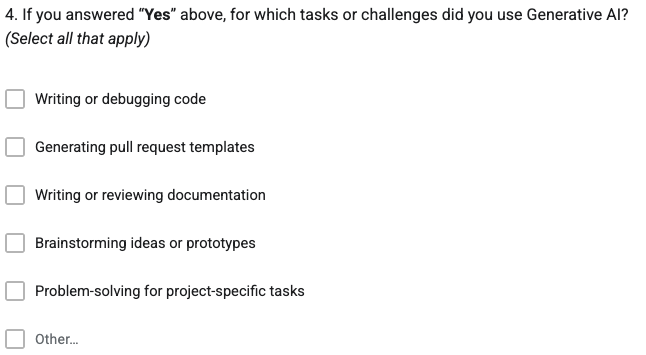 4. If you answered “Yes” above, for which tasks or challenges did you use Generative AI?
(Select all that apply)
Writing or debugging code
Generating pull request templates
Writing or reviewing documentation
Brainstorming ideas or prototypes
Problem-solving for project-specific tasks
Other...